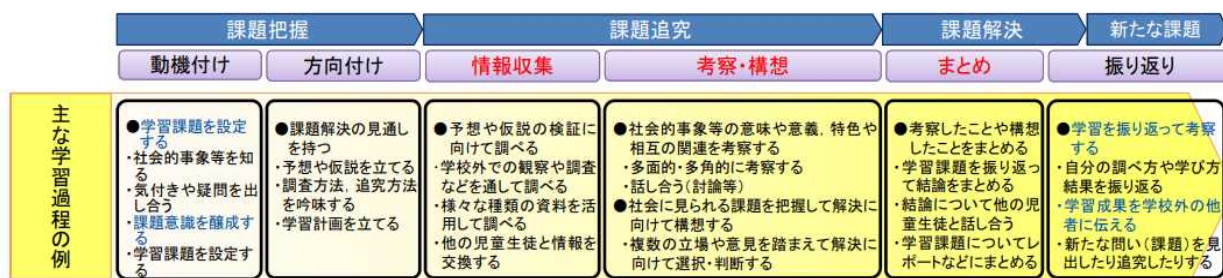 課題把握
課題追究
課題解決
新たな課題
動機付け
方向付け
情報収集
考察・構想
まとめ
振り返り
主な学習過程の例
●学習課題を設定
する
・社会的事象等を知
る
・気付きや疑問を出
し合う
・課題意識を醸成す
る
・学習課題を設定す
る
●課題解決の見通し
を持つ
・予想や仮説を立てる
・調査方法，追究方法
を吟味する
・学習計画を立てる
●予想や仮説の検証に
向けて調べる
・学校外での観察や調査
などを通して調べる
・様々な種類の資料を活
用して調べる
・他の児童生徒と情報を
交換する
●社会的事象等の意味や意義，特色や
相互の関連を考察する
・多面的・多角的に考察する
・話し合う（討論等）
●社会に見られる課題を把握して解決に
向けて構想する
・複数の立場や意見を踏まえて解決に
向けて選択・判断する
●考察したことや構想
したことをまとめる
・学習課題を振り返っ
て結論をまとめる
・結論について他の児
童生徒と話し合う
・学習課題についてレ
ポートなどにまとめる
●学習を振り返って考察
する
・自分の調べ方や学び方，
結果を振り返る
・学習成果を学校外の他
者に伝える
・新たな問い（課題）を見
出したり追究したりする